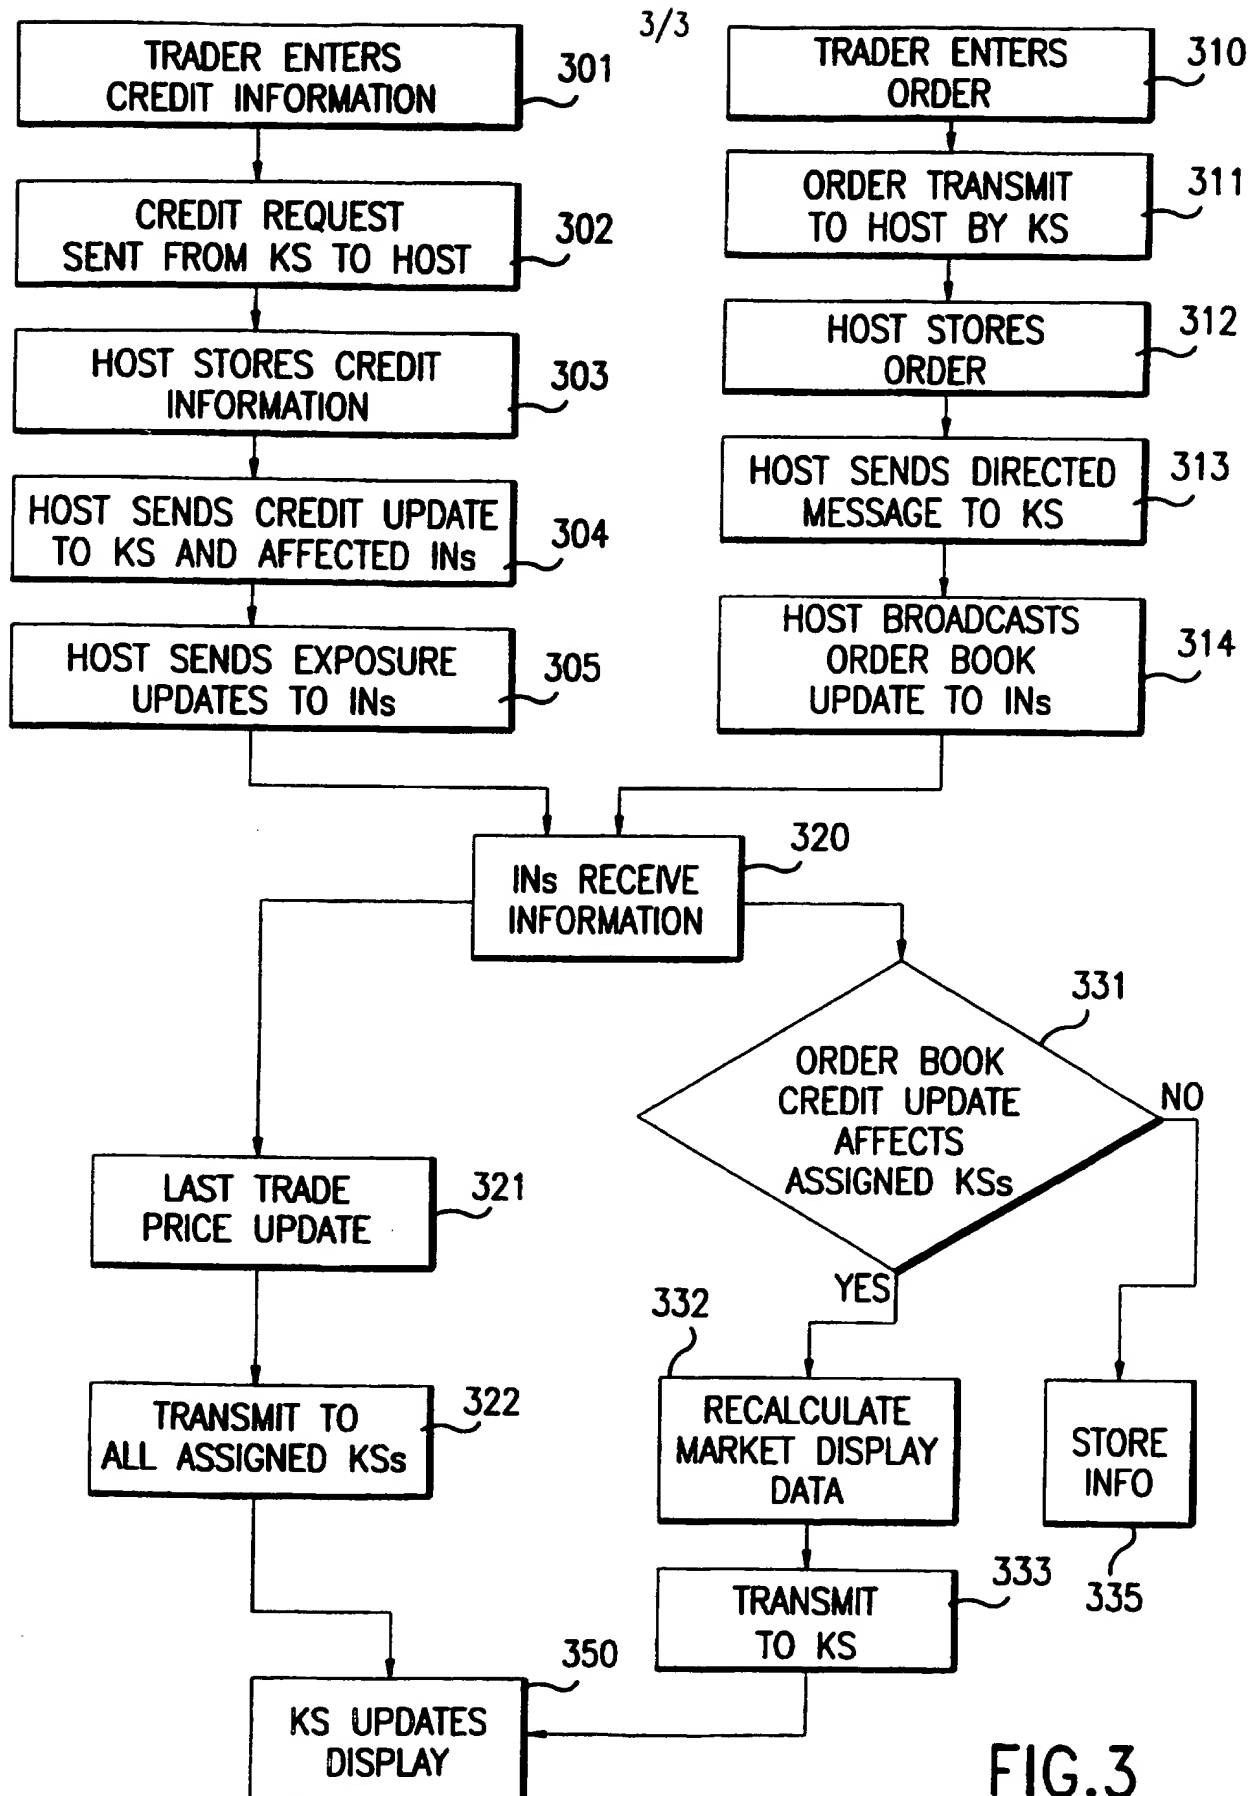 3/3
TRADER ENTERS
CREDIT INFORMATION
301
CREDIT REQUEST
SENT FROM KS TO HOST
302
HOST STORES CREDIT
INFORMATION
303
HOST SENDS CREDIT UPDATE
TO KS AND AFFECTED INs
304
HOST SENDS EXPOSURE
UPDATES TO INs
305
TRADER ENTERS
ORDER
310
ORDER TRANSMIT
TO HOST BY KS
311
HOST STORES
ORDER
312
HOST SENDS DIRECTED
MESSAGE TO KS
313
HOST BROADCASTS
ORDER BOOK
UPDATE TO INs
314
INs RECEIVE
INFORMATION
320
LAST TRADE
PRICE UPDATE
321
TRANSMIT TO
ALL ASSIGNED KSs
322
ORDER BOOK
CREDIT UPDATE
AFFECTS
ASSIGNED KSs
331
NO
YES
332
RECALCULATE
MARKET DISPLAY
DATA
STORE
INFO
335
TRANSMIT
TO KS
333
KS UPDATES
DISPLAY
350
FIG.3